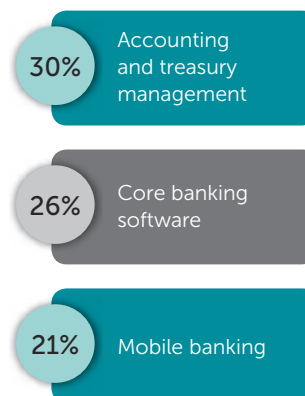 30%
Accounting
and treasury
management
26%
Core banking
software
21%
Mobile banking